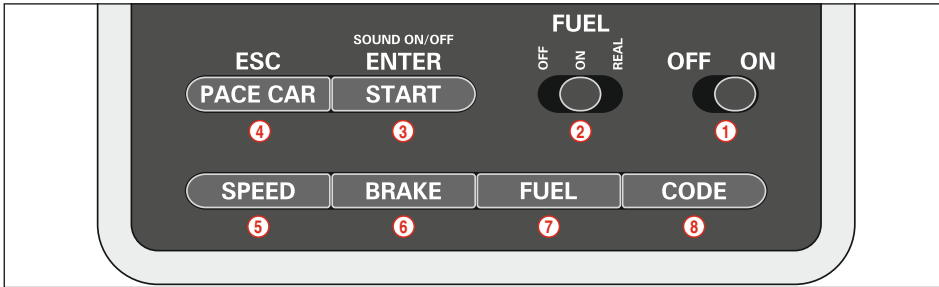 FUEL
SOUND ON/OFF
OFF ON REAL
ESC ENTER OFF ON
PACE CAR START
4 3 2 1
SPEED BRAKE FUEL CODE
5 6 7 8